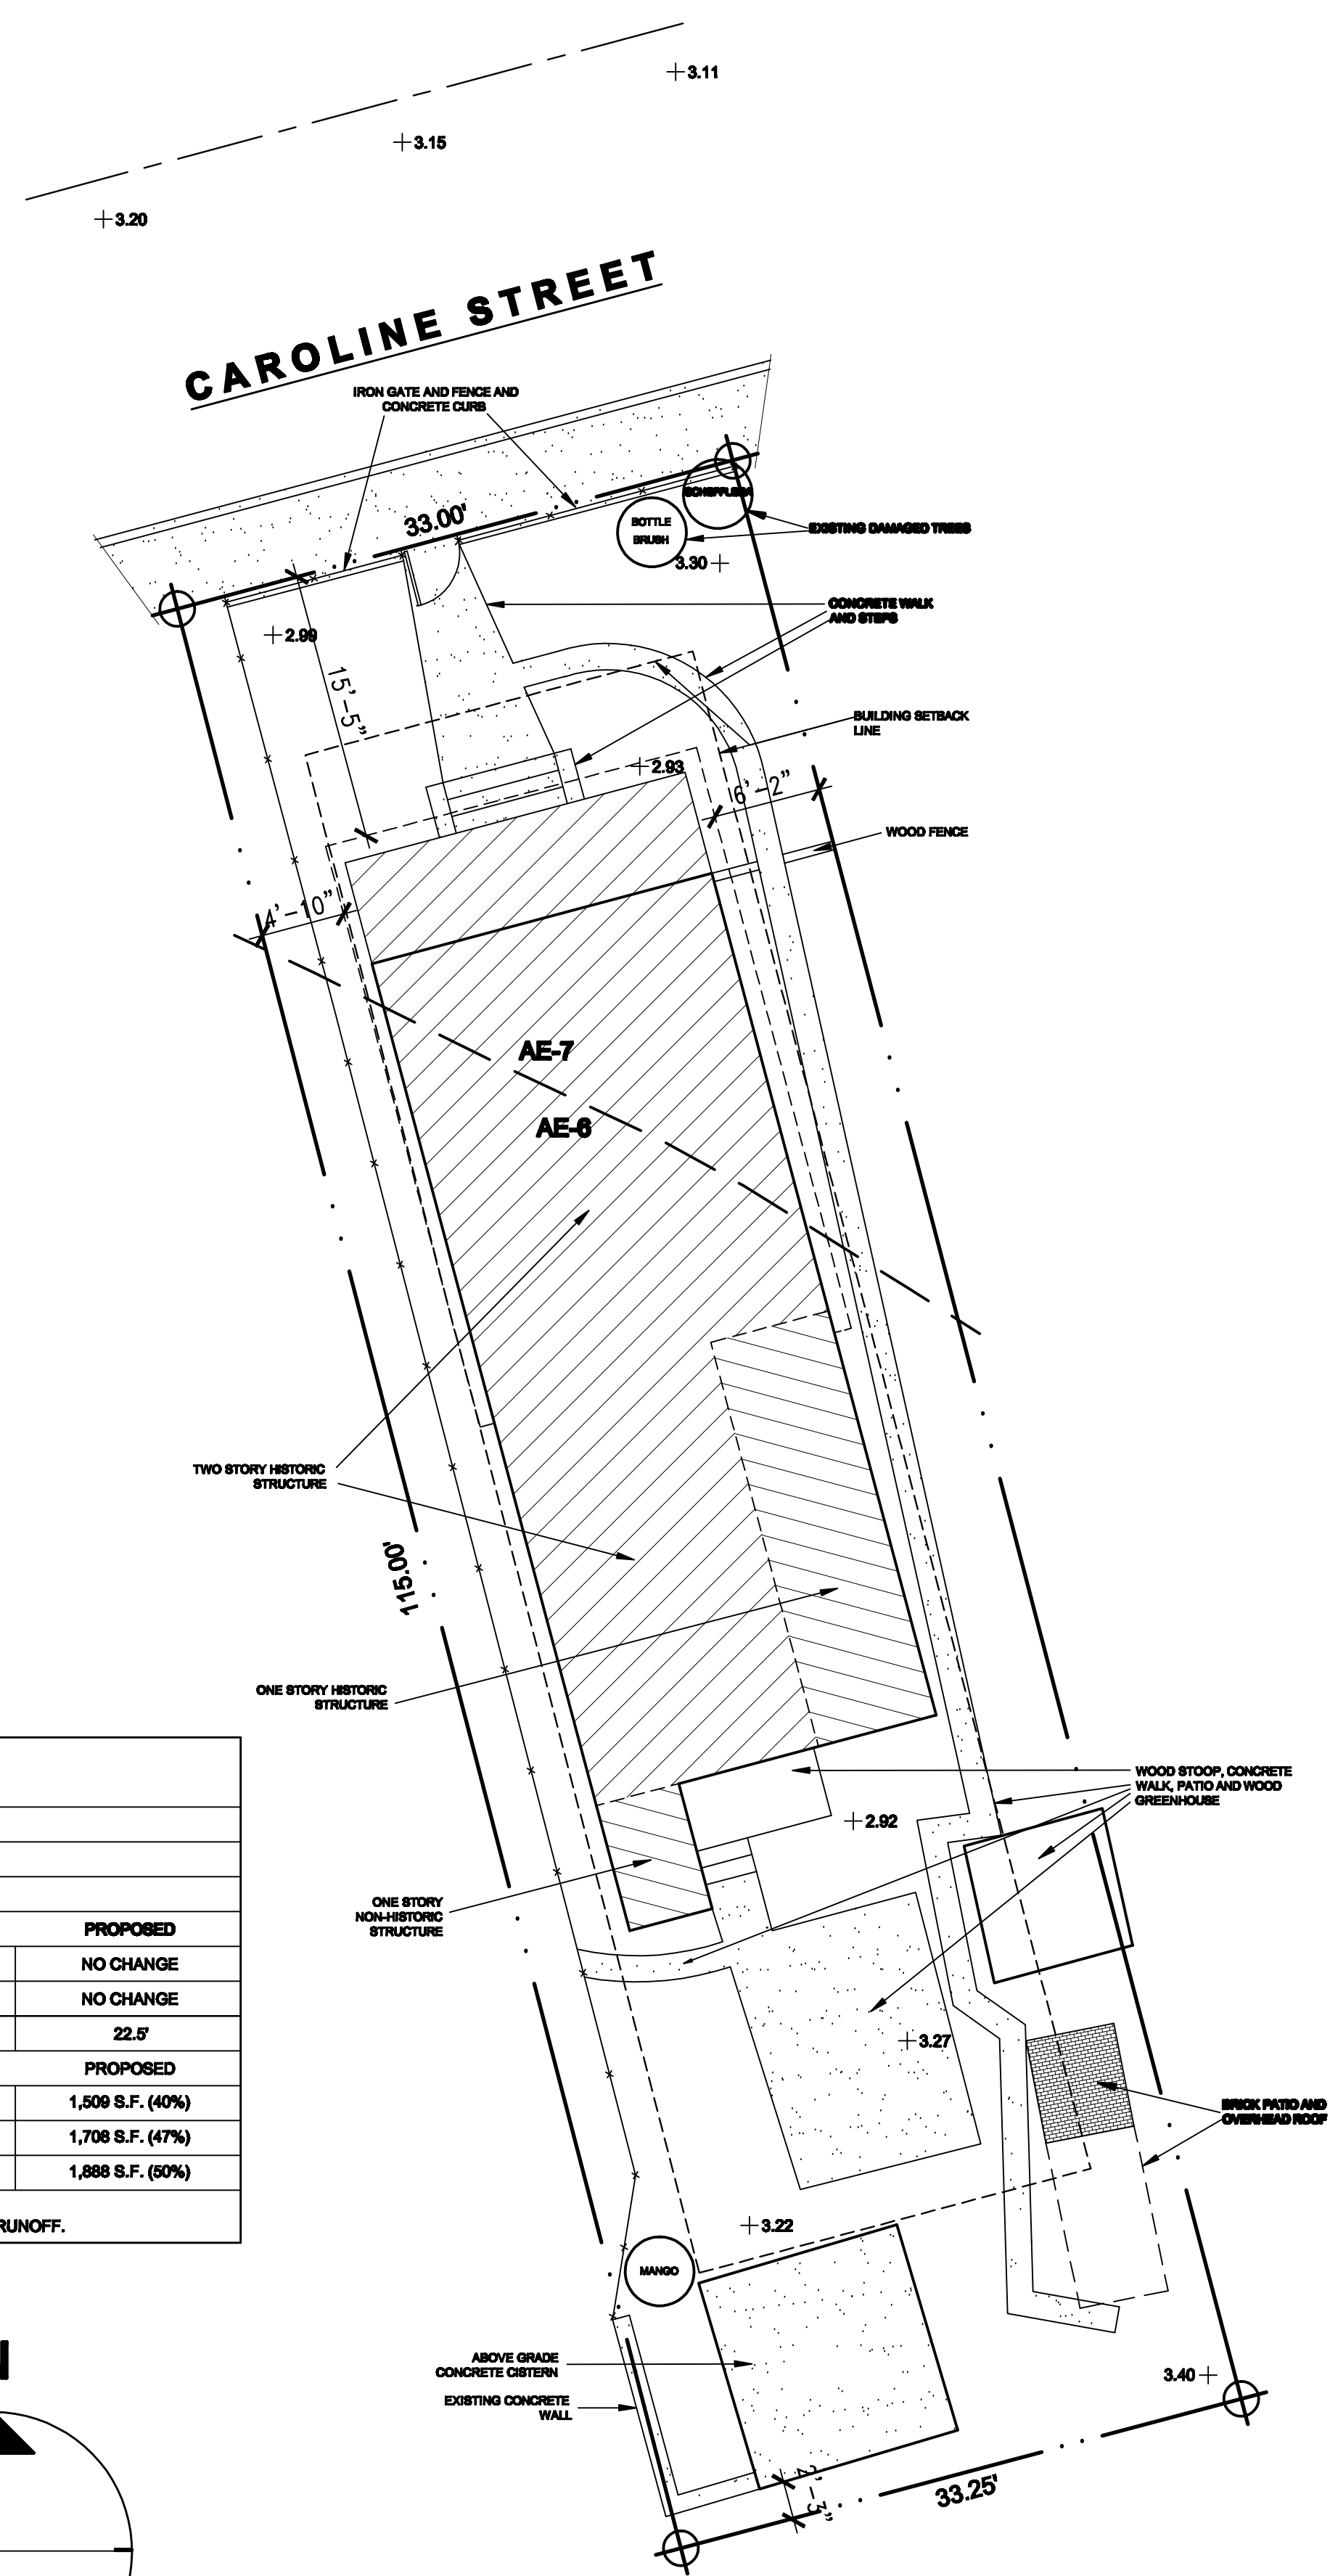 3.11
3.15
3.20
CAROLINE STREET
IRON GATE AND FENCE AND
CONCRETE CURB
33.00'
SCHEFFLERA
BOTTLE
BRUSH
EXISTING DAMAGED TREES
3.30
CONCRETE WALK
AND STEPS
2.99
15'-5"
BUILDING SETBACK
LINE
2.93
6'-2"
WOOD FENCE
4'-10"
AE-7
AE-6
TWO STORY HISTORIC
STRUCTURE
115.00'
ONE STORY HISTORIC
STRUCTURE
WOOD STOOP, CONCRETE
WALK, PATIO AND WOOD
GREENHOUSE
2.92
ONE STORY
NON-HISTORIC
STRUCTURE
PROPOSED
NO CHANGE
NO CHANGE
22.5'
PROPOSED
1,509 S.F. (40%)
1,708 S.F. (47%)
1,888 S.F. (50%)
RUNOFF.
3.27
BRICK PATIO AND
OVERHEAD ROOF
3.22
MANGO
ABOVE GRADE
CONCRETE CISTERN
EXISTING CONCRETE
WALL
3.40
33.25'
2'-3"